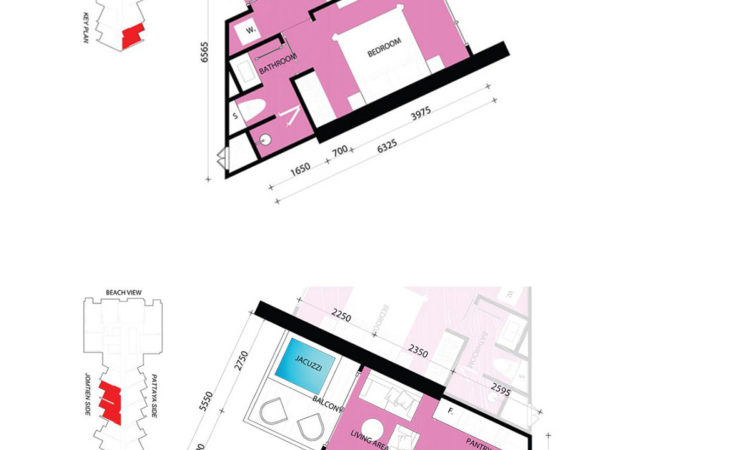 KEY PLAN
6565
W.
BATHROOM
BEDROOM
S
3975
700
1650
6325
BEACH VIEW
JOMTIEN SIDE
PATTAYA SIDE
2250
2350
2595
2750
5550
JACUZZI
BALCONY
LIVING AREA
F.
PANTRY
BEDROOM
BATHROOM
W.